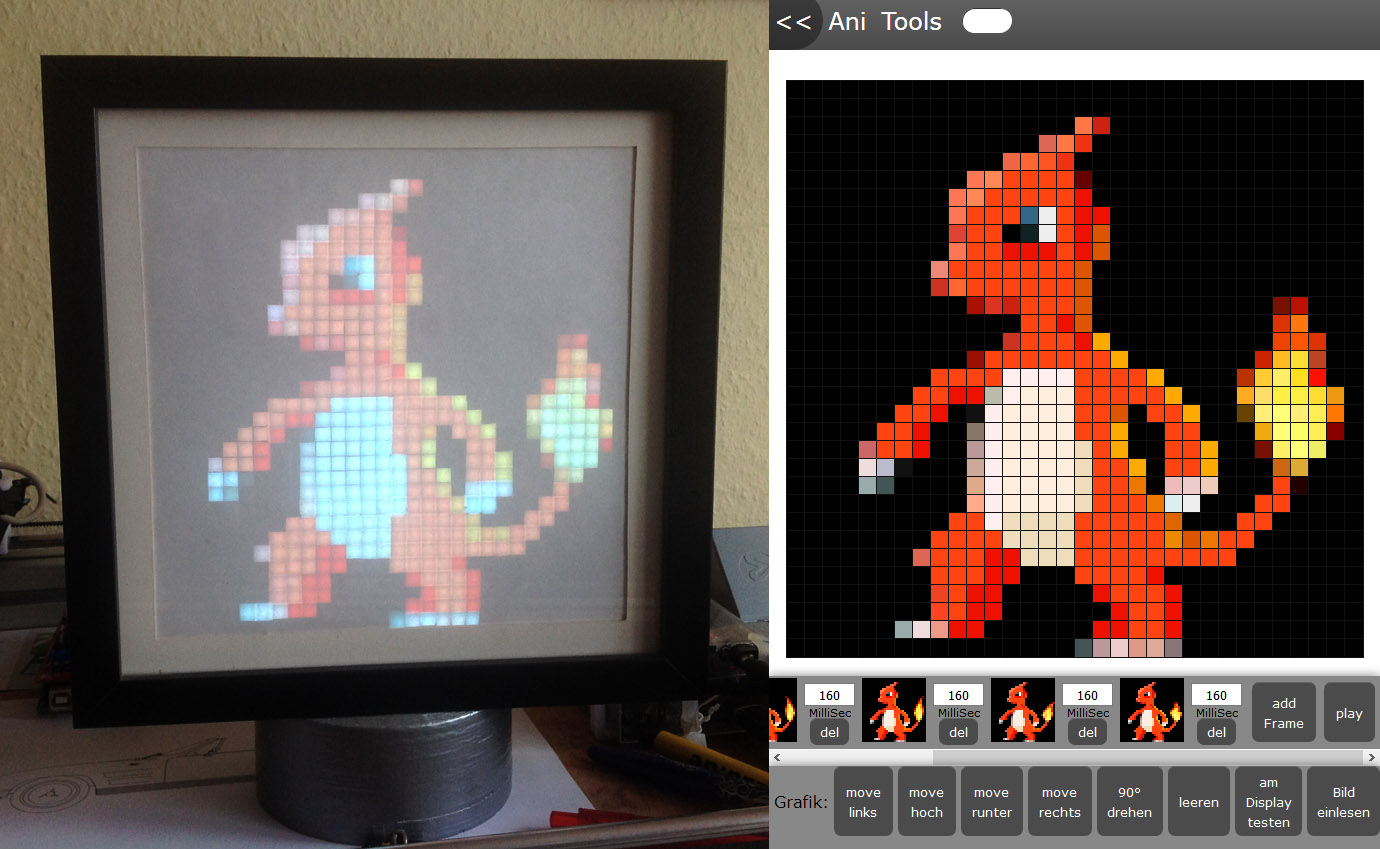 << Ani Tools
160 160 160 160
MilliSec MilliSec MilliSec MilliSec
del del del del
add
Frame
play
Grafik:
move
links
move
hoch
move
runter
move
rechts
90°
drehen
leeren
am
Display
testen
Bild
einlesen